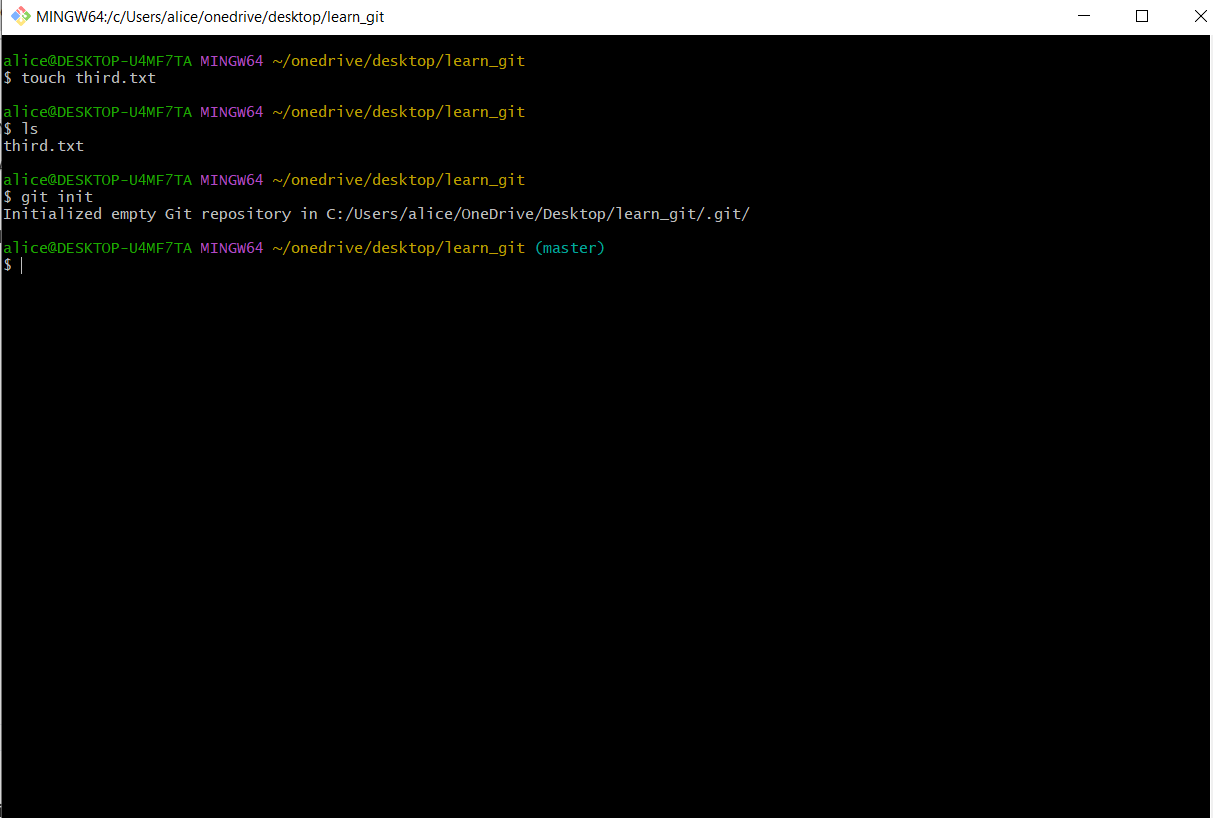 MINGW64:/c/Users/alice/onedrive/desktop/learn_git
alice@DESKTOP-U4MF7TA MINGW64 ~/onedrive/desktop/learn_git
$ touch third.txt
alice@DESKTOP-U4MF7TA MINGW64 ~/onedrive/desktop/learn_git
$ ls
third.txt
alice@DESKTOP-U4MF7TA MINGW64 ~/onedrive/desktop/learn_git
$ git init
Initialized empty Git repository in C:/Users/alice/OneDrive/Desktop/learn_git/.git/
alice@DESKTOP-U4MF7TA MINGW64 ~/onedrive/desktop/learn_git (master)
$